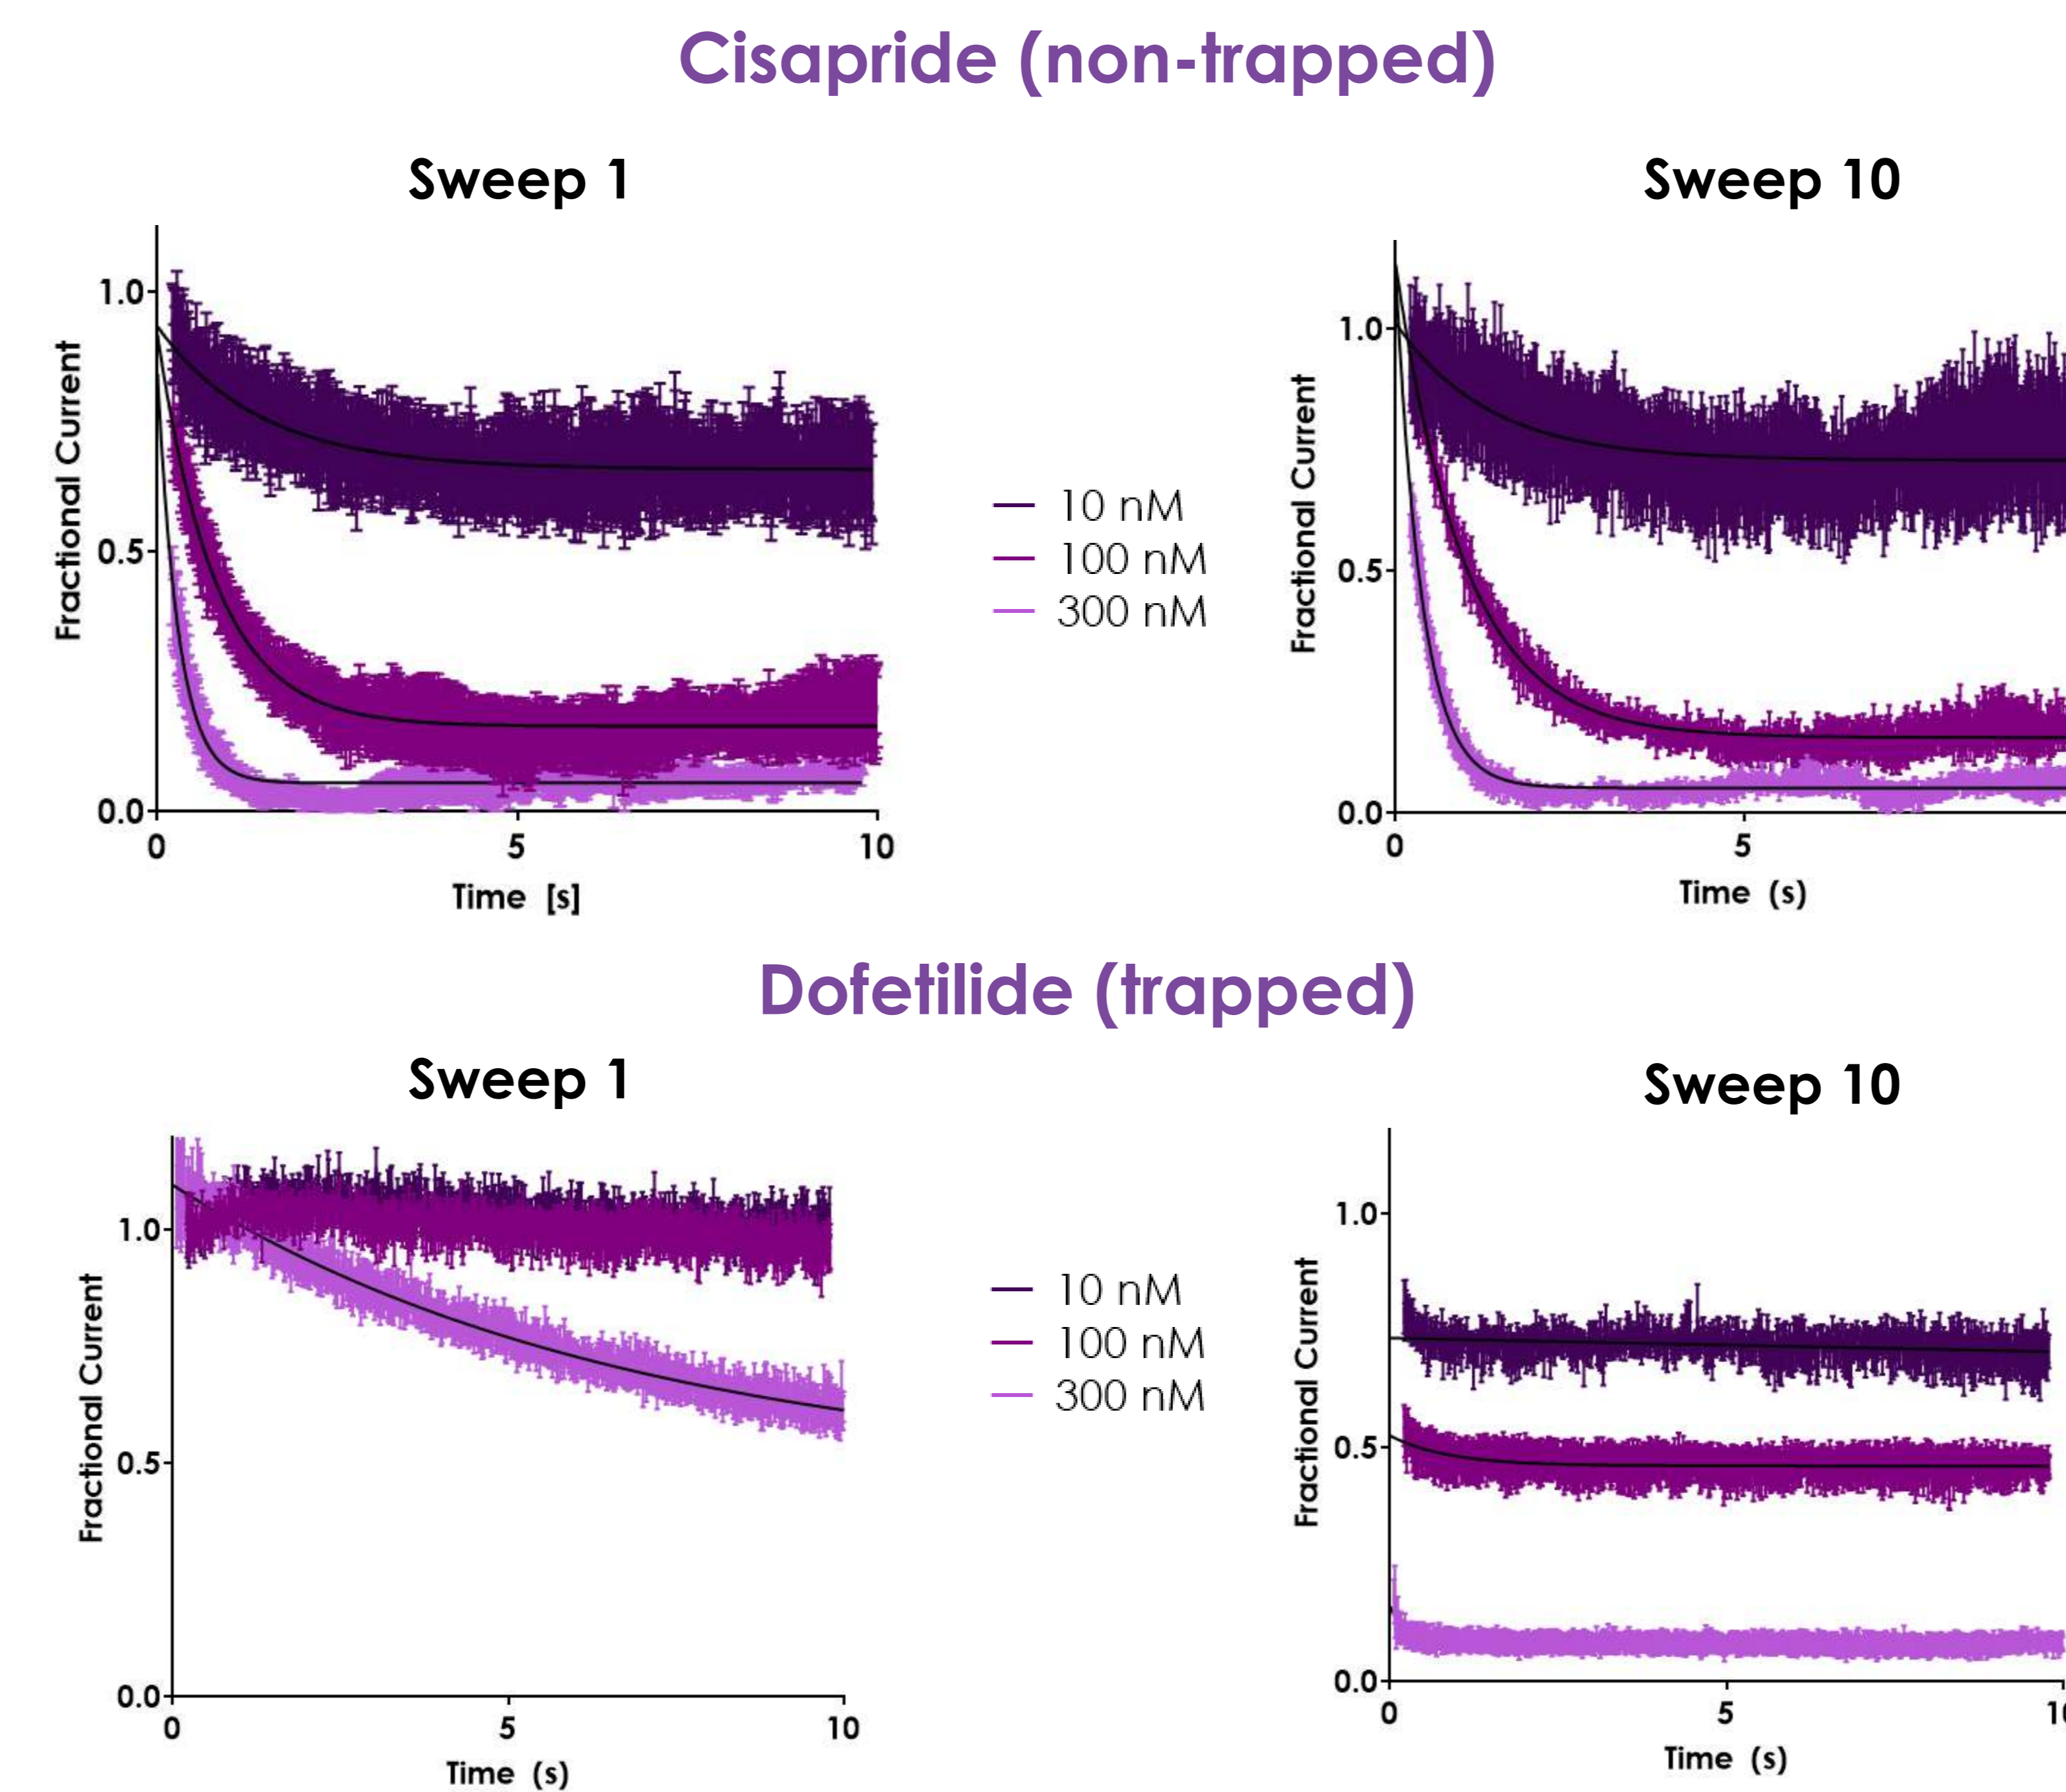 Cisapride (non-trapped)
Sweep 1
Sweep 10
Fractional Current
1.0
0.5
0.0
0
5
10
Time [s]
10 nM
100 nM
300 nM
Fractional Current
1.0
0.5
0.0
0
5
Time (s)
Dofetilide (trapped)
Sweep 1
Sweep 10
Fractional Current
1.0
0.5
0.0
0
5
10
Time (s)
10 nM
100 nM
300 nM
Fractional Current
1.0
0.5
0.0
0
5
Time (s)